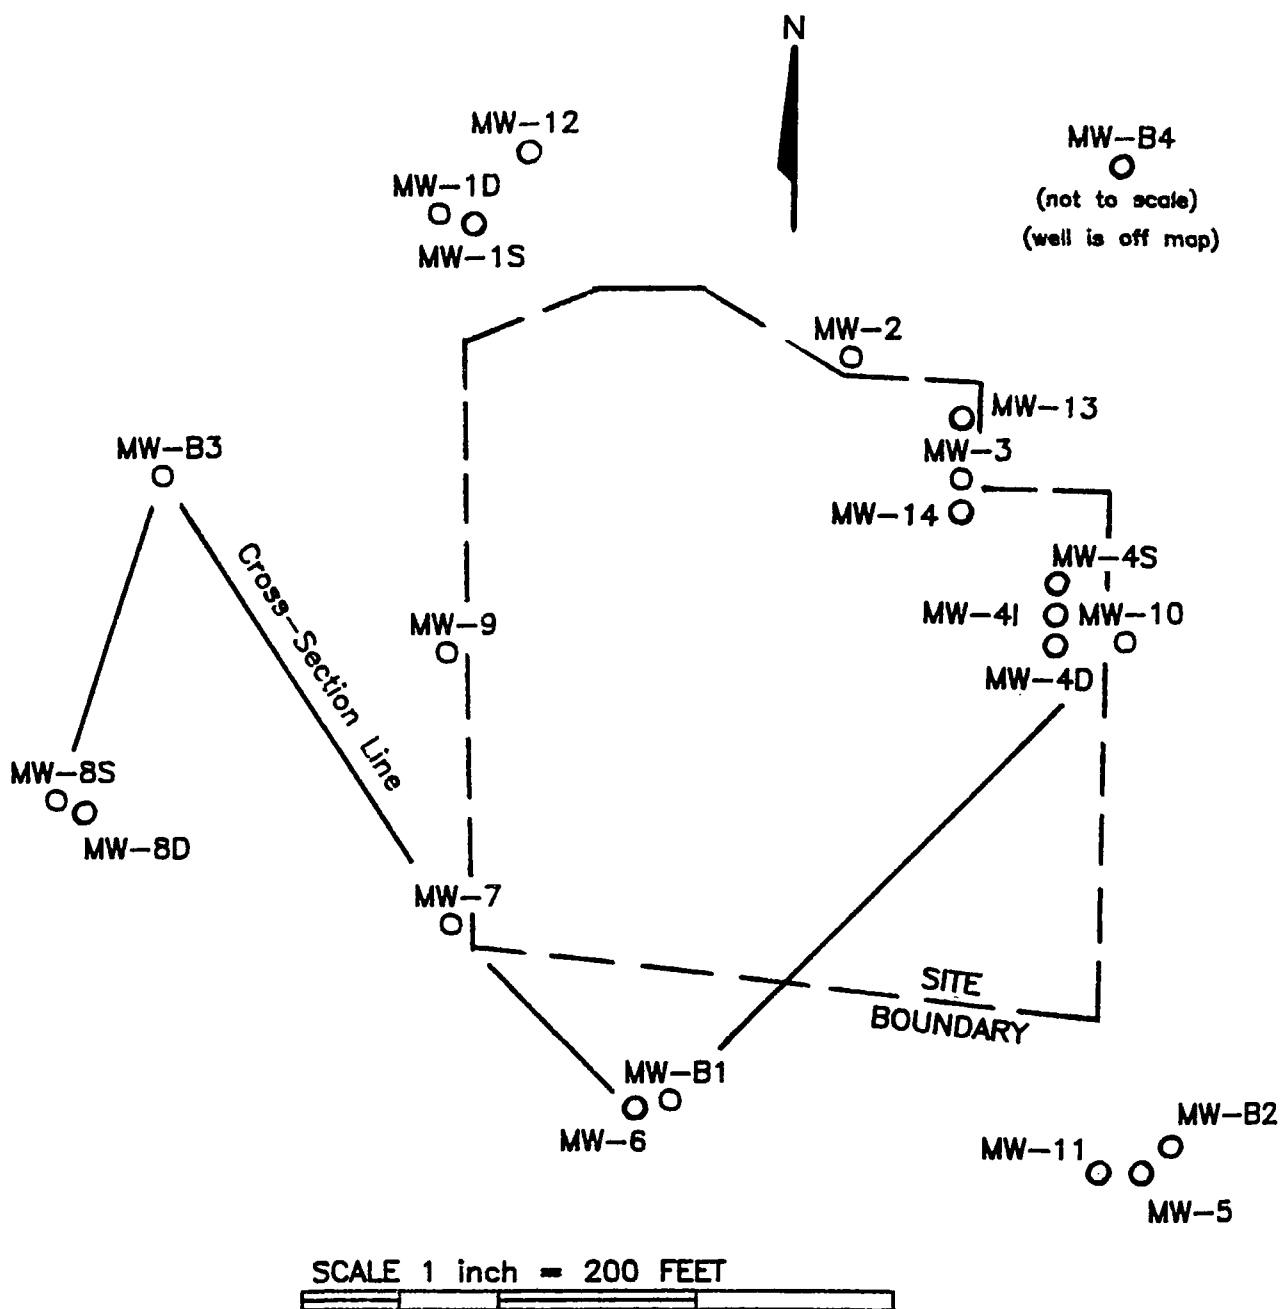 N
MW-12
MW-B4
(not to scale)
(well is off map)
MW-1D
MW-1S
MW-2
MW-13
MW-3
MW-14
MW-B3
Cross-Section Line
MW-4S
MW-9
MW-4I
MW-10
MW-4D
MW-8S
MW-8D
MW-7
SITE
BOUNDARY
MW-B1
MW-6
MW-B2
MW-11
MW-5
SCALE 1 inch = 200 FEET